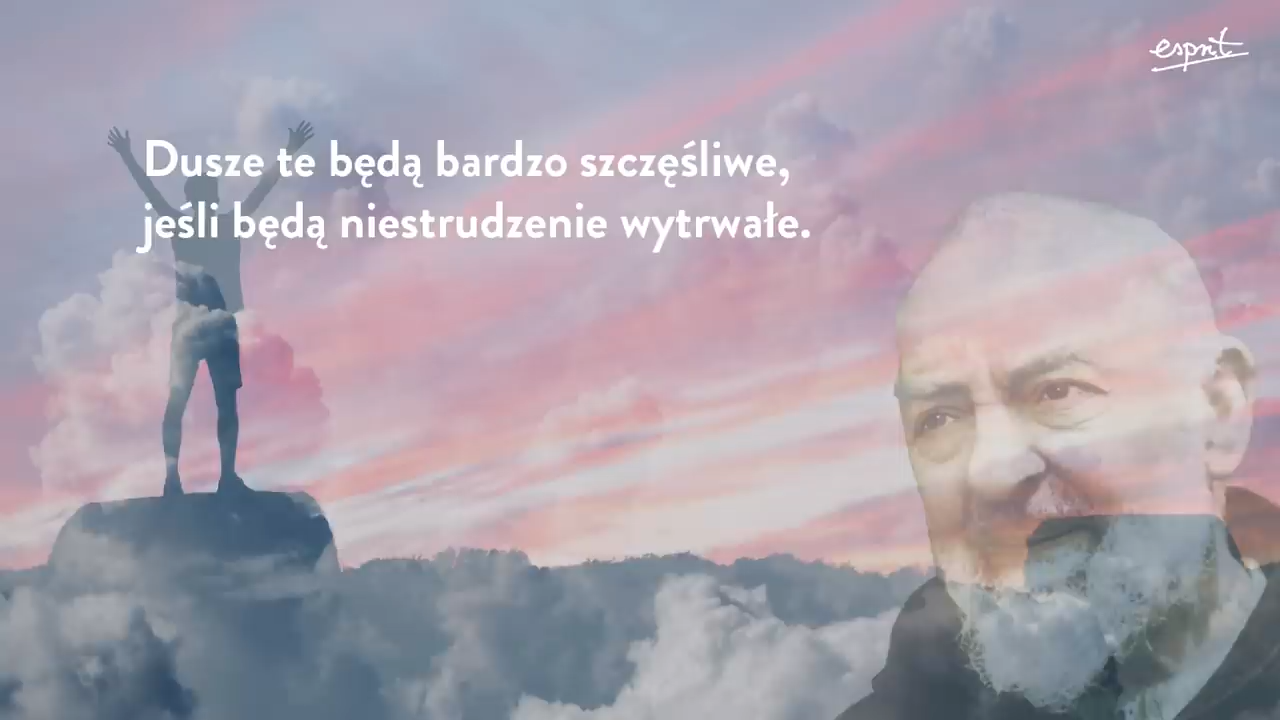 esprit
Dusze te będą bardzo szczęśliwe,
jeśli będą niestrudzenie wytrwałe.